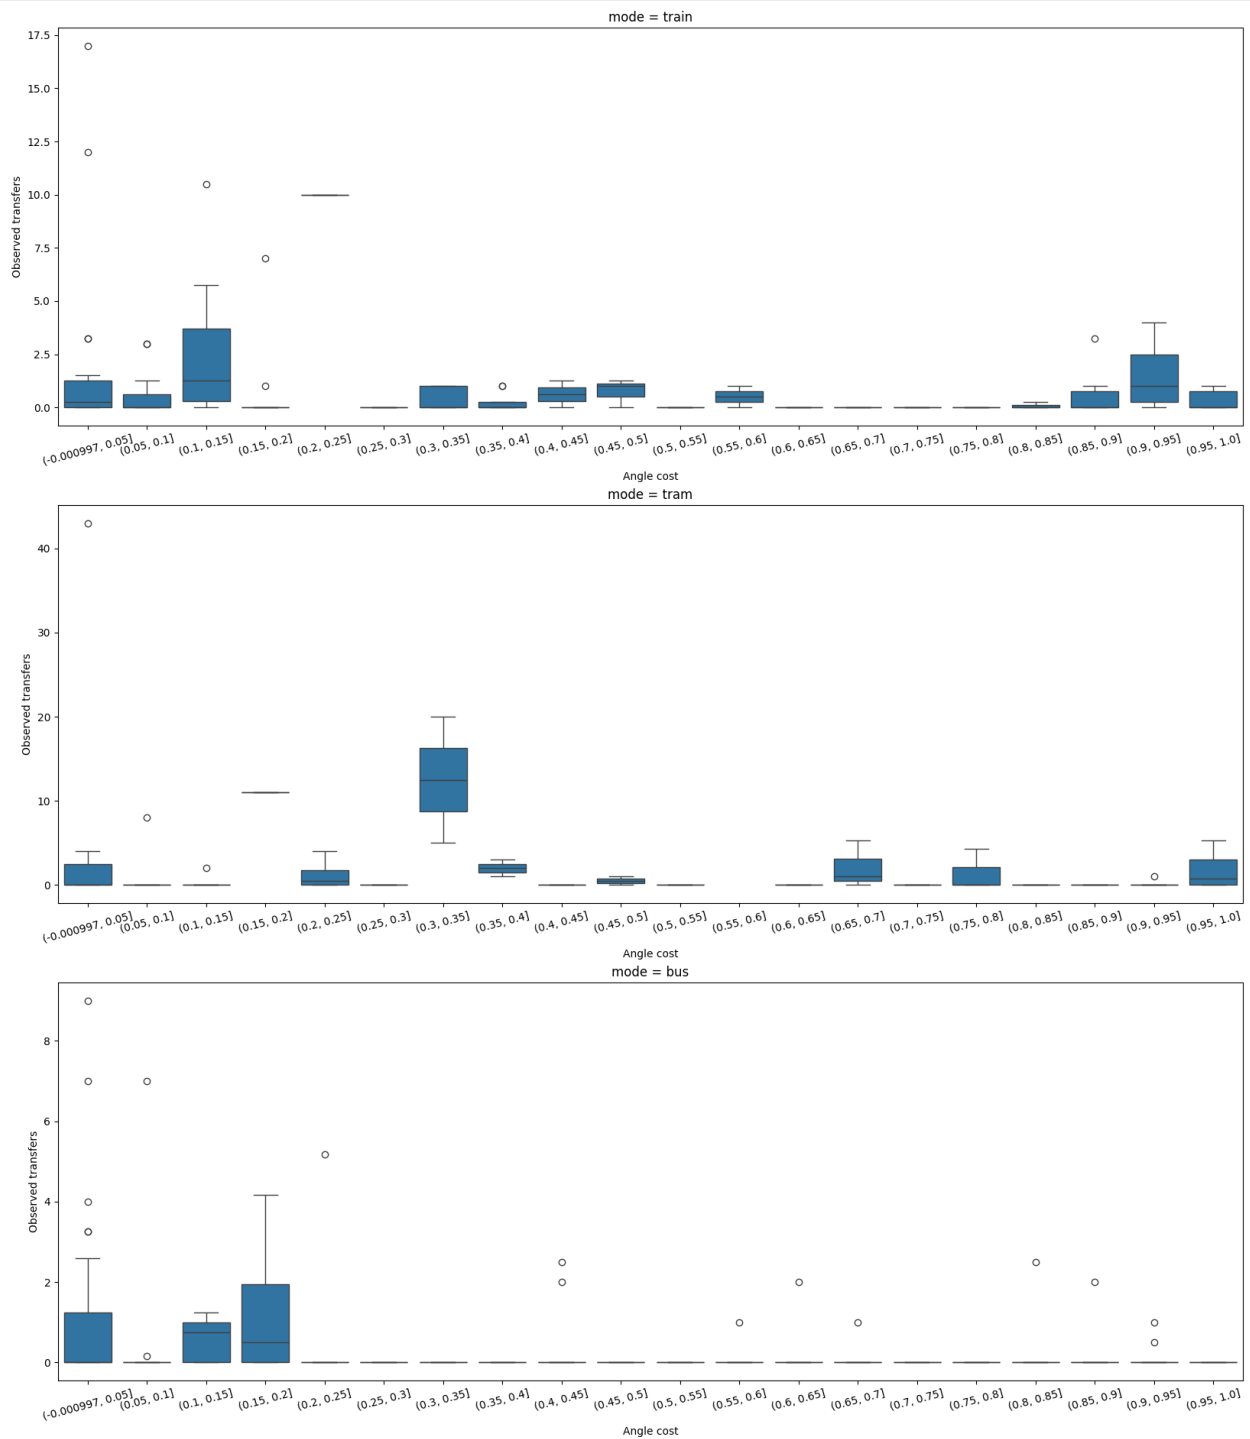 mode = train
17.5
15.0
12.5
10.0
7.5
5.0
2.5
0.0
Observed transfers
(-0.000997, 0.05] (0.05, 0.1] (0.1, 0.15] (0.15, 0.2] (0.2, 0.25] (0.25, 0.3] (0.3, 0.35] (0.35, 0.4] (0.4, 0.45] (0.45, 0.5] (0.5, 0.55] (0.55, 0.6] (0.6, 0.65] (0.65, 0.7] (0.7, 0.75] (0.75, 0.8] (0.8, 0.85] (0.85, 0.9] (0.9, 0.95] (0.95, 1.0]
Angle cost
mode = tram
40
30
20
10
0
Observed transfers
(-0.000997, 0.05] (0.05, 0.1] (0.1, 0.15] (0.15, 0.2] (0.2, 0.25] (0.25, 0.3] (0.3, 0.35] (0.35, 0.4] (0.4, 0.45] (0.45, 0.5] (0.5, 0.55] (0.55, 0.6] (0.6, 0.65] (0.65, 0.7] (0.7, 0.75] (0.75, 0.8] (0.8, 0.85] (0.85, 0.9] (0.9, 0.95] (0.95, 1.0]
Angle cost
mode = bus
8
6
4
2
0
Observed transfers
(-0.000997, 0.05] (0.05, 0.1] (0.1, 0.15] (0.15, 0.2] (0.2, 0.25] (0.25, 0.3] (0.3, 0.35] (0.35, 0.4] (0.4, 0.45] (0.45, 0.5] (0.5, 0.55] (0.55, 0.6] (0.6, 0.65] (0.65, 0.7] (0.7, 0.75] (0.75, 0.8] (0.8, 0.85] (0.85, 0.9] (0.9, 0.95] (0.95, 1.0]
Angle cost